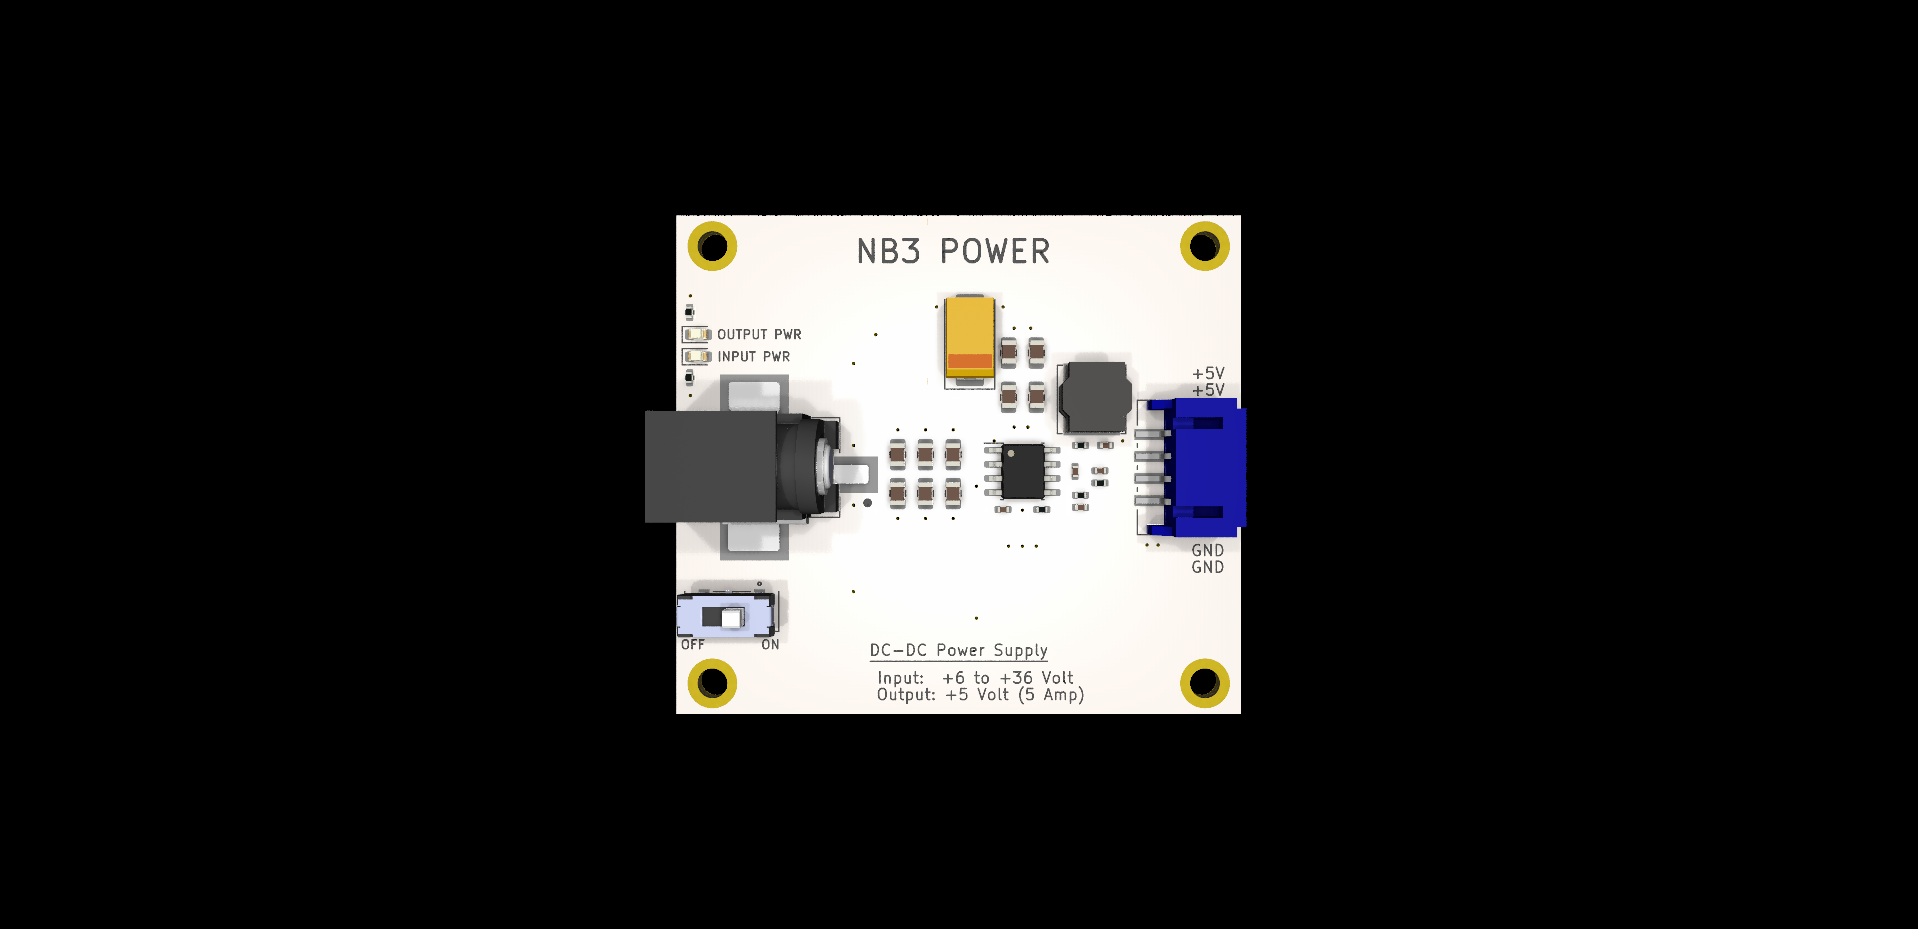 NB3 POWER
OUTPUT PWR
INPUT PWR
+5V
+5V
GND
GND
OFF ON
DC-DC Power Supply
Input: +6 to +36 Volt
Output: +5 Volt (5 Amp)